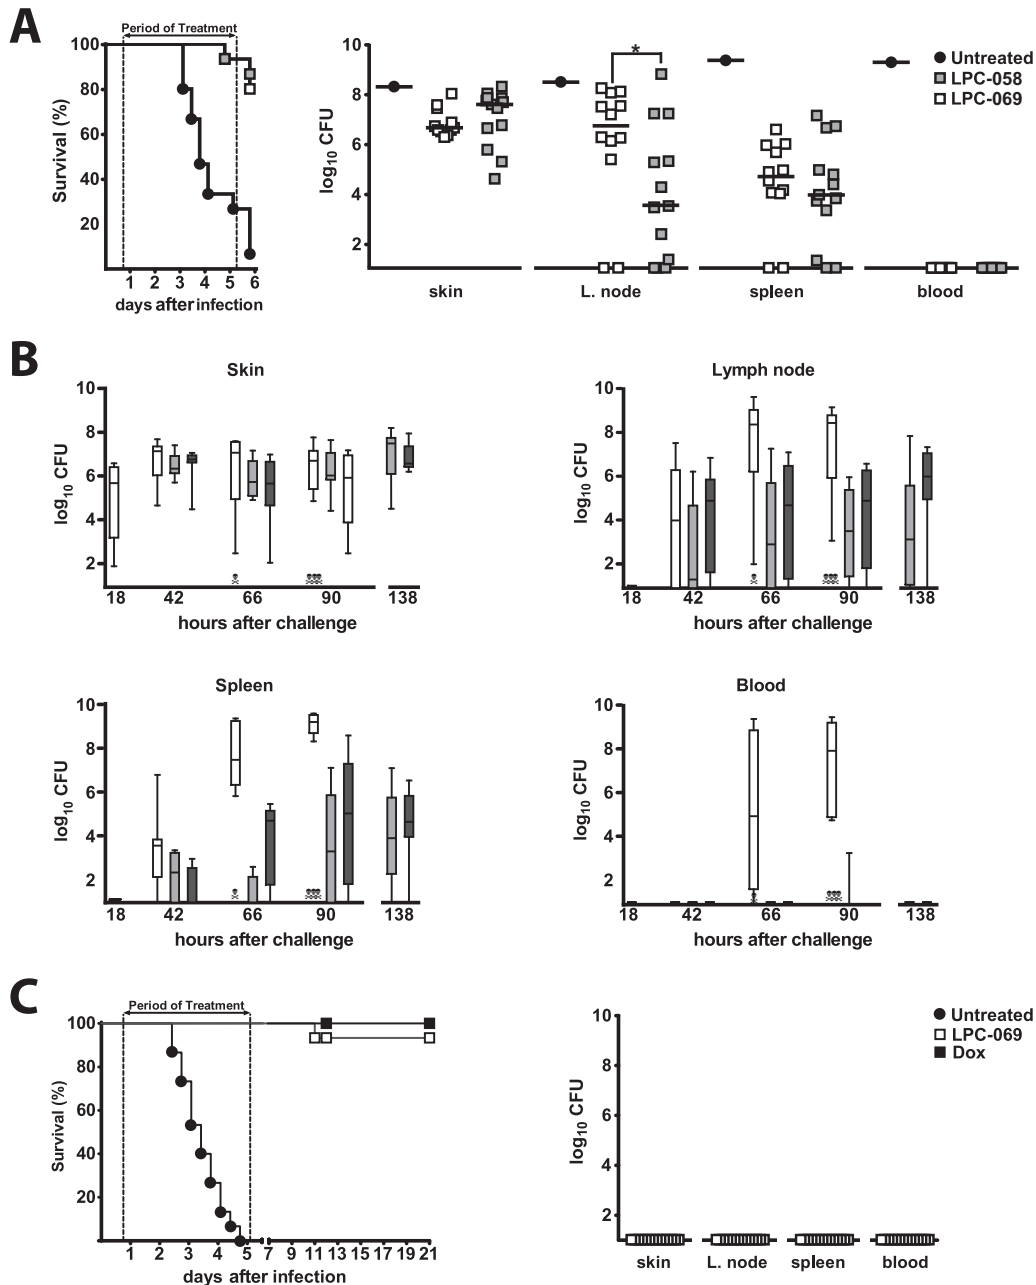 A
Period of Treatment
100
80
60
40
20
Survival (%)
1 2 3 4 5 6
days after infection
10
8
6
4
2
log10 CFU
*
skin L. node spleen blood
Untreated
LPC-058
LPC-069
B
Skin
10
8
6
4
2
log10 CFU
18 42 66 90 138
hours after challenge
Lymph node
10
8
6
4
2
log10 CFU
18 42 66 90 138
hours after challenge
Spleen
10
8
6
4
2
log10 CFU
18 42 66 90 138
hours after challenge
Blood
10
8
6
4
2
log10 CFU
18 42 66 90 138
hours after challenge
C
Period of Treatment
100
80
60
40
20
Survival (%)
1 2 3 4 5 7 9 11 13 15 17 19 21
days after infection
10
8
6
4
2
log10 CFU
skin L. node spleen blood
Untreated
LPC-069
Dox